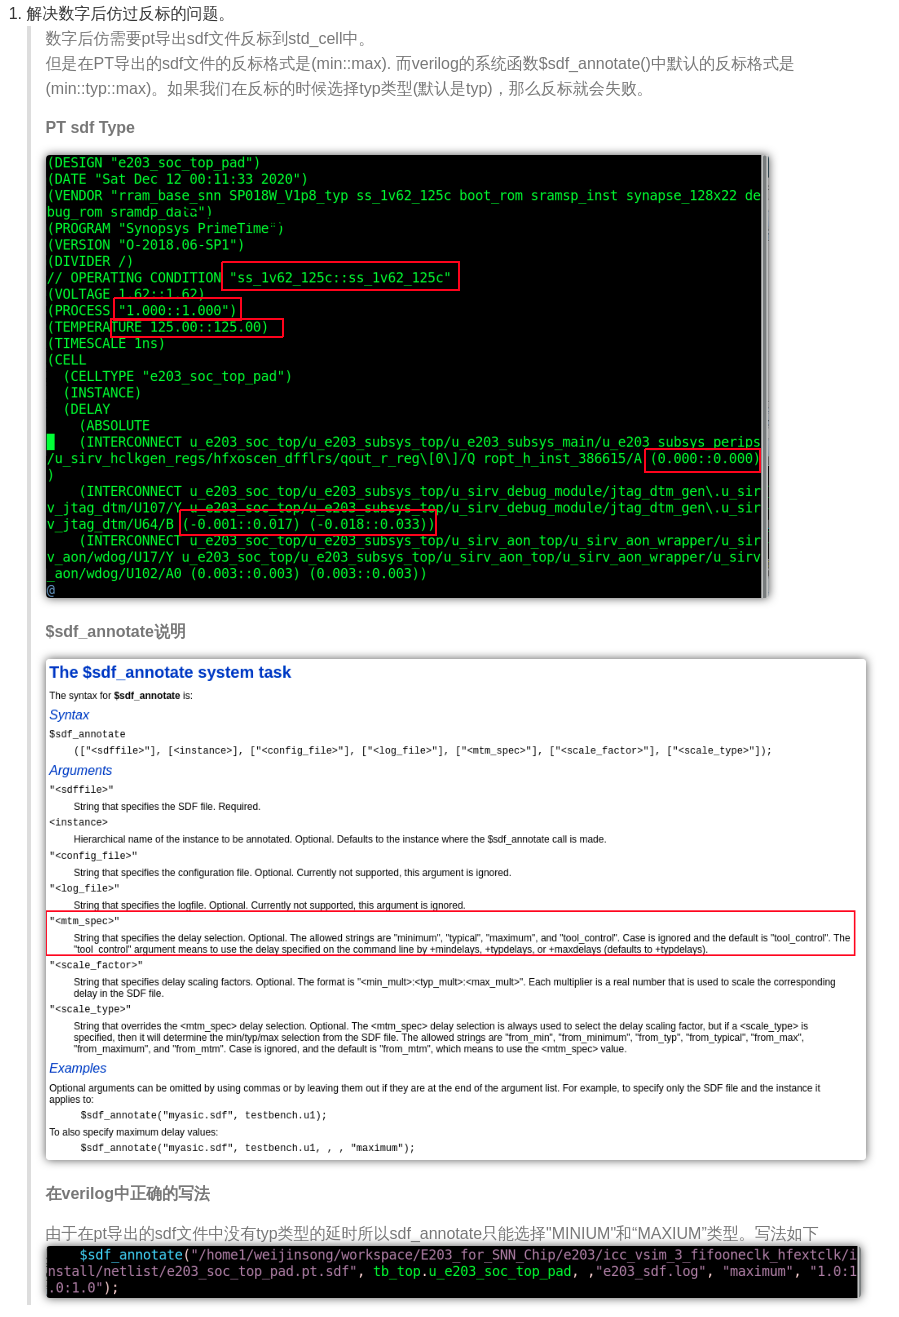 1. 解决数字后仿过反标的问题。
数字后仿需要pt导出sdf文件反标到std_cell中。
但是在PT导出的sdf文件的反标格式是(min::max). 而verilog的系统函数$sdf_annotate()中默认的反标格式是
(min::typ::max)。如果我们在反标的时候选择typ类型(默认是typ)，那么反标就会失败。
PT sdf Type
(DESIGN "e203_soc_top_pad")
(DATE "Sat Dec 12 00:11:33 2020")
(VENDOR "rram_base_snn SP018W_V1p8_typ ss_1v62_125c boot_rom sramsp_inst synapse_128x22 de
bug_rom sramdp_data")
(PROGRAM "Synopsys PrimeTime")
(VERSION "O-2018.06-SP1")
(DIVIDER /)
// OPERATING CONDITION "ss_1v62_125c::ss_1v62_125c"
(VOLTAGE 1.62::1.62)
(PROCESS "1.000::1.000")
(TEMPERATURE 125.00::125.00)
(TIMESCALE 1ns)
(CELL
(CELLTYPE "e203_soc_top_pad")
(INSTANCE)
(DELAY
(ABSOLUTE
(INTERCONNECT u_e203_soc_top/u_e203_subsys_top/u_e203_subsys_main/u_e203_subsys_perips
/u_sirv_hclkgen_regs/hfxoscen_dfflrs/qout_r_reg\[0\]/Q ropt_h_inst_386615/A (0.000::0.000)
)
(INTERCONNECT u_e203_soc_top/u_e203_subsys_top/u_sirv_debug_module/jtag_dtm_gen\.u_sir
v_jtag_dtm/U107/Y u_e203_soc_top/u_e203_subsys_top/u_sirv_debug_module/jtag_dtm_gen\.u_sir
v_jtag_dtm/U64/B (-0.001::0.017) (-0.018::0.033))
(INTERCONNECT u_e203_soc_top/u_e203_subsys_top/u_sirv_aon_top/u_sirv_aon_wrapper/u_sir
v_aon/wdog/U17/Y u_e203_soc_top/u_e203_subsys_top/u_sirv_aon_top/u_sirv_aon_wrapper/u_sirv
_aon/wdog/U102/A0 (0.003::0.003) (0.003::0.003))
@
$sdf_annotate说明
The $sdf_annotate system task
The syntax for $sdf_annotate is:
Syntax
$sdf_annotate
(["<sdffile>"], [<instance>], ["<config_file>"], ["<log_file>"], ["<mtm_spec>"], ["<scale_factor>"], ["<scale_type>"]);
Arguments
"<sdffile>"
String that specifies the SDF file. Required.
<instance>
Hierarchical name of the instance to be annotated. Optional. Defaults to the instance where the $sdf_annotate call is made.
"<config_file>"
String that specifies the configuration file. Optional. Currently not supported, this argument is ignored.
"<log_file>"
String that specifies the logfile. Optional. Currently not supported, this argument is ignored.
"<mtm_spec>"
String that specifies the delay selection. Optional. The allowed strings are "minimum", "typical", "maximum", and "tool_control". Case is ignored and the default is "tool_control". The
"tool_control" argument means to use the delay specified on the command line by +mindelays, +typdelays, or +maxdelays (defaults to +typdelays).
"<scale_factor>"
String that specifies delay scaling factors. Optional. The format is "<min_mult>:<typ_mult>:<max_mult>". Each multiplier is a real number that is used to scale the corresponding
delay in the SDF file.
"<scale_type>"
String that overrides the <mtm_spec> delay selection. Optional. The <mtm_spec> delay selection is always used to select the delay scaling factor, but if a <scale_type> is
specified, then it will determine the min/typ/max selection from the SDF file. The allowed strings are "from_min", "from_minimum", "from_typ", "from_typical", "from_max",
"from_maximum", and "from_mtm". Case is ignored, and the default is "from_mtm", which means to use the <mtm_spec> value.
Examples
Optional arguments can be omitted by using commas or by leaving them out if they are at the end of the argument list. For example, to specify only the SDF file and the instance it
applies to:
$sdf_annotate("myasic.sdf", testbench.u1);
To also specify maximum delay values:
$sdf_annotate("myasic.sdf", testbench.u1, , , "maximum");
在verilog中正确的写法
由于在pt导出的sdf文件中没有typ类型的延时所以sdf_annotate只能选择"MINIUM"和“MAXIUM”类型。写法如下
$sdf_annotate("/home1/weijinsong/workspace/E203_for_SNN_Chip/e203/icc_vsim_3_fifooneclk_hfextclk/i
nstall/netlist/e203_soc_top_pad.pt.sdf", tb_top.u_e203_soc_top_pad, ,"e203_sdf.log", "maximum", "1.0:1
.0:1.0");